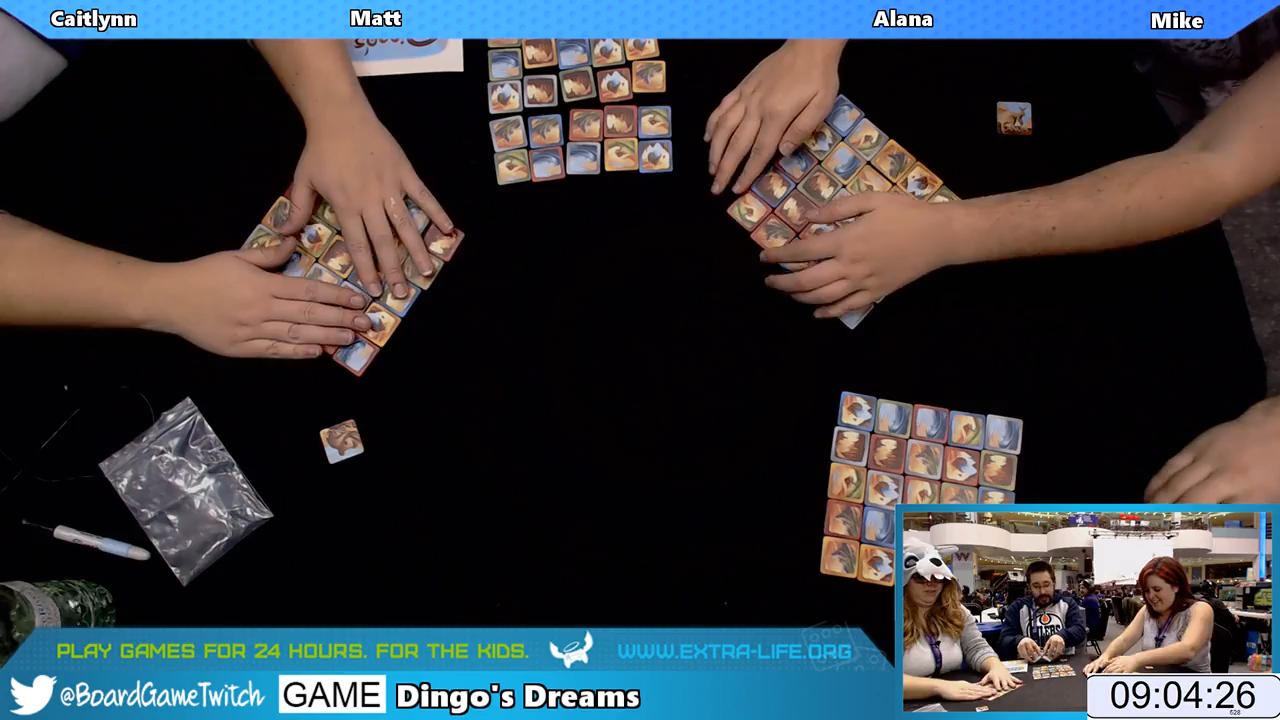 Caitlynn
Matt
Alana
Mike
PLAY GAMES FOR 24 HOURS. FOR THE KIDS.
WWW.EXTRA-LIFE.ORG
@BoardGameTwitch
GAME
Dingo's Dreams
09:04:26
628